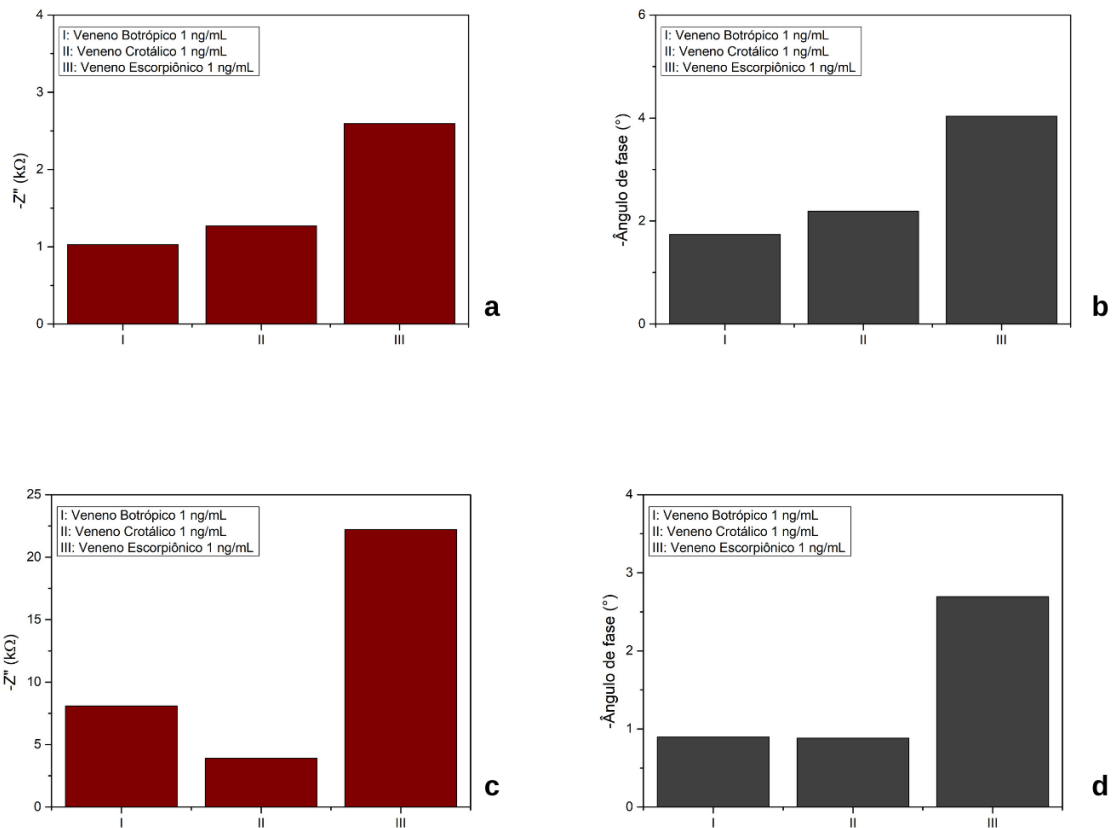 4
3
2
1
0
-Z" (kΩ)
I: Veneno Botrópico 1 ng/mL
II: Veneno Crotálico 1 ng/mL
III: Veneno Escorpiônico 1 ng/mL
I II III
a
6
4
2
0
-Ângulo de fase (°)
I: Veneno Botrópico 1 ng/mL
II: Veneno Crotálico 1 ng/mL
III: Veneno Escorpiônico 1 ng/mL
I II III
b
25
20
15
10
5
0
-Z" (kΩ)
I: Veneno Botrópico 1 ng/mL
II: Veneno Crotálico 1 ng/mL
III: Veneno Escorpiônico 1 ng/mL
I II III
c
4
3
2
1
0
-Ângulo de fase (°)
I: Veneno Botrópico 1 ng/mL
II: Veneno Crotálico 1 ng/mL
III: Veneno Escorpiônico 1 ng/mL
I II III
d